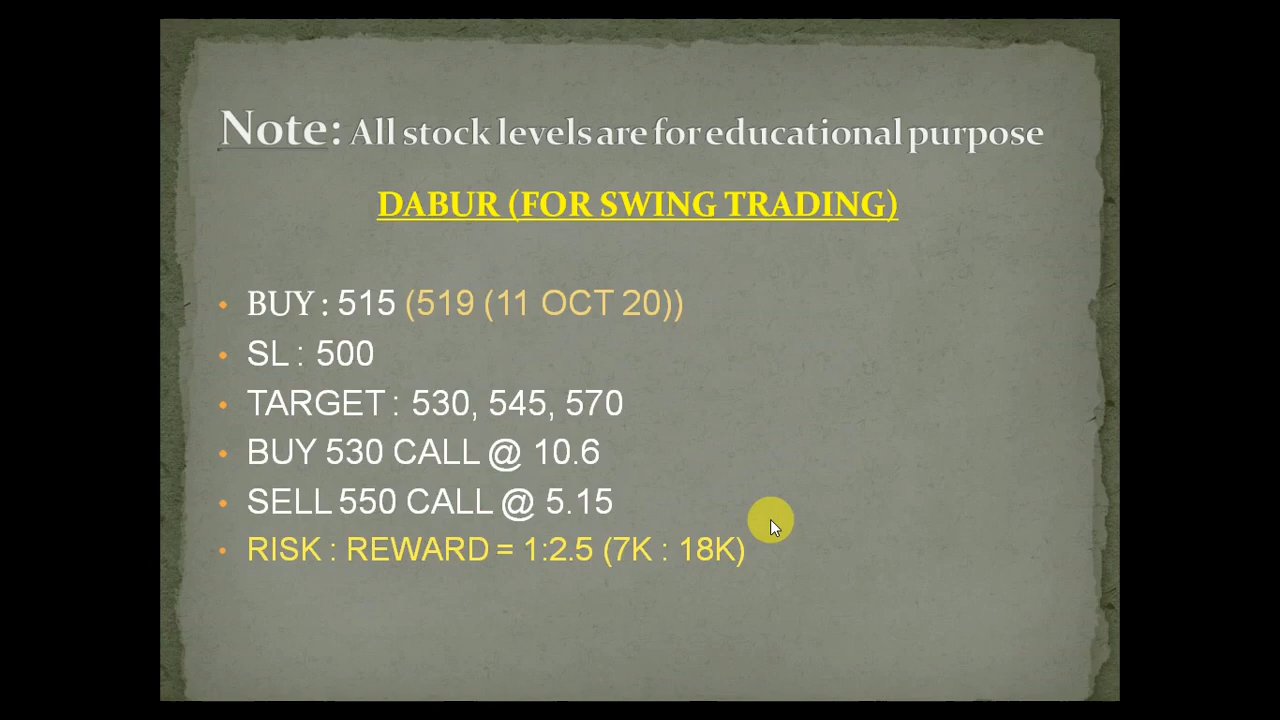 Note: All stock levels are for educational purpose
DABUR (FOR SWING TRADING)
• BUY : 515 (519 (11 OCT 20))
• SL : 500
• TARGET : 530, 545, 570
• BUY 530 CALL @ 10.6
• SELL 550 CALL @ 5.15
• RISK : REWARD = 1:2.5 (7K : 18K)